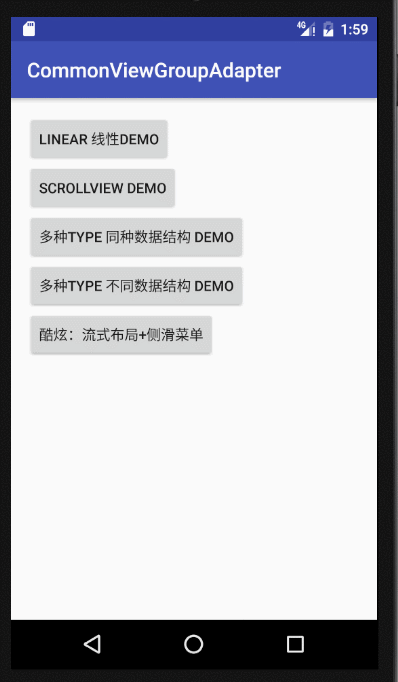 4G 1:59
CommonViewGroupAdapter
LINEAR 线性DEMO
SCROLLVIEW DEMO
多种TYPE 同种数据结构 DEMO
多种TYPE 不同数据结构 DEMO
酷炫：流式布局+侧滑菜单